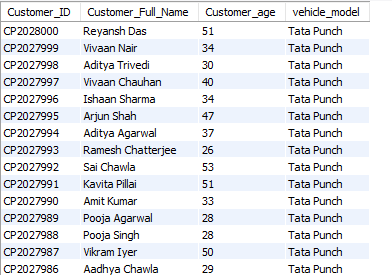 Customer_ID Customer_Full_Name Customer_age vehicle_model
CP2028000 Reyansh Das 51 Tata Punch
CP2027999 Vivaan Nair 34 Tata Punch
CP2027998 Aditya Trivedi 30 Tata Punch
CP2027997 Vivaan Chauhan 40 Tata Punch
CP2027996 Ishaan Sharma 34 Tata Punch
CP2027995 Arjun Shah 47 Tata Punch
CP2027994 Aditya Agarwal 37 Tata Punch
CP2027993 Ramesh Chatterjee 26 Tata Punch
CP2027992 Sai Chawla 53 Tata Punch
CP2027991 Kavita Pillai 51 Tata Punch
CP2027990 Amit Kumar 33 Tata Punch
CP2027989 Pooja Agarwal 28 Tata Punch
CP2027988 Pooja Singh 28 Tata Punch
CP2027987 Vikram Iyer 50 Tata Punch
CP2027986 Aadhya Chawla 29 Tata Punch